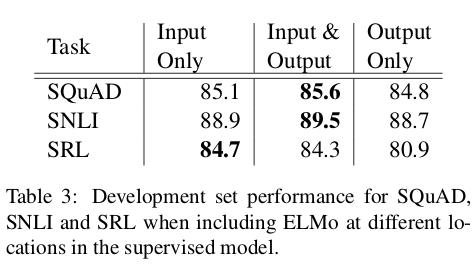 Task Input Only Input & Output Output Only
SQuAD 85.1 85.6 84.8
SNLI 88.9 89.5 88.7
SRL 84.7 84.3 80.9
Table 3: Development set performance for SQuAD,
SNLI and SRL when including ELMo at different lo-
cations in the supervised model.